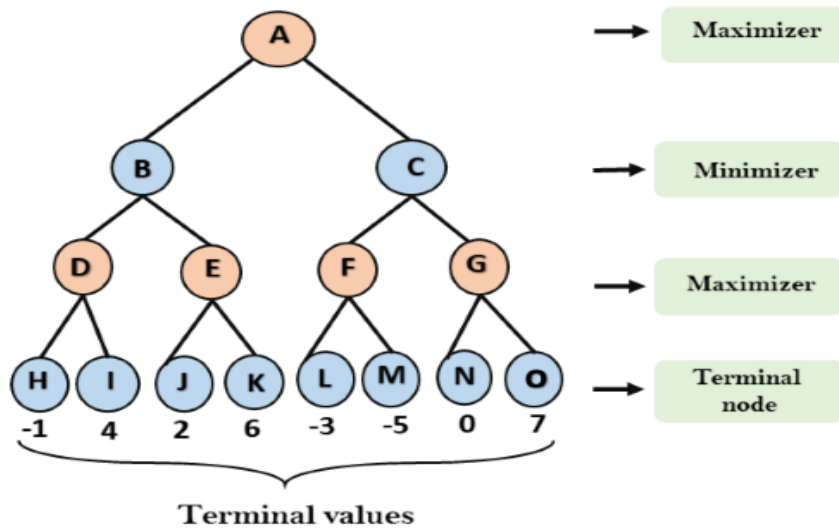 A
Maximizer
B
C
Minimizer
D
E
F
G
Maximizer
H
I
J
K
L
M
N
O
Terminal
node
-1
4
2
6
-3
-5
0
7
Terminal values